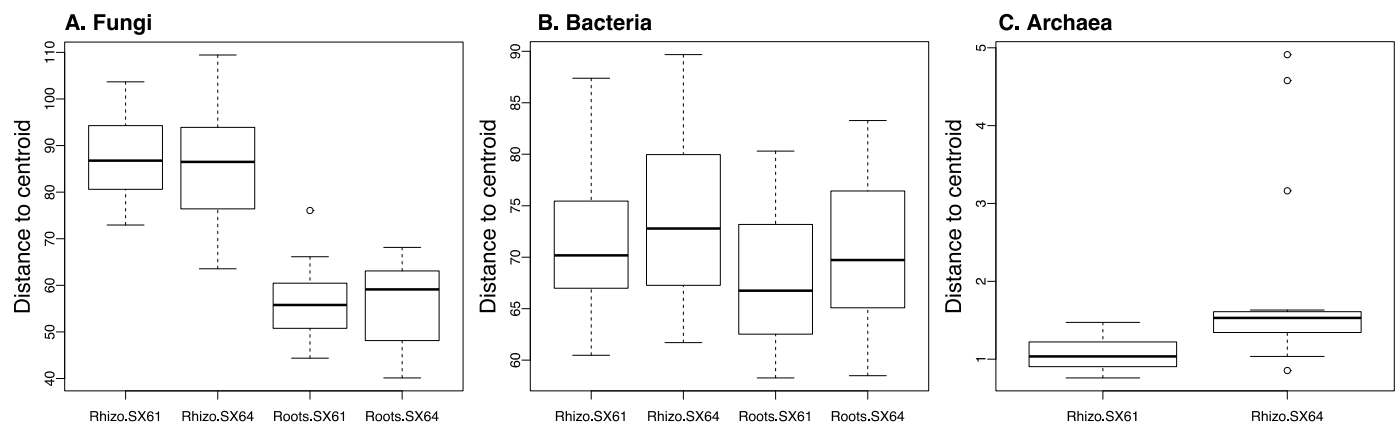 A. Fungi
Distance to centroid
110
100
90
80
70
60
50
40
Rhizo.SX61 Rhizo.SX64 Roots.SX61 Roots.SX64
B. Bacteria
Distance to centroid
90
85
80
75
70
65
60
Rhizo.SX61 Rhizo.SX64 Roots.SX61 Roots.SX64
C. Archaea
Distance to centroid
5
4
3
2
1
Rhizo.SX61 Rhizo.SX64